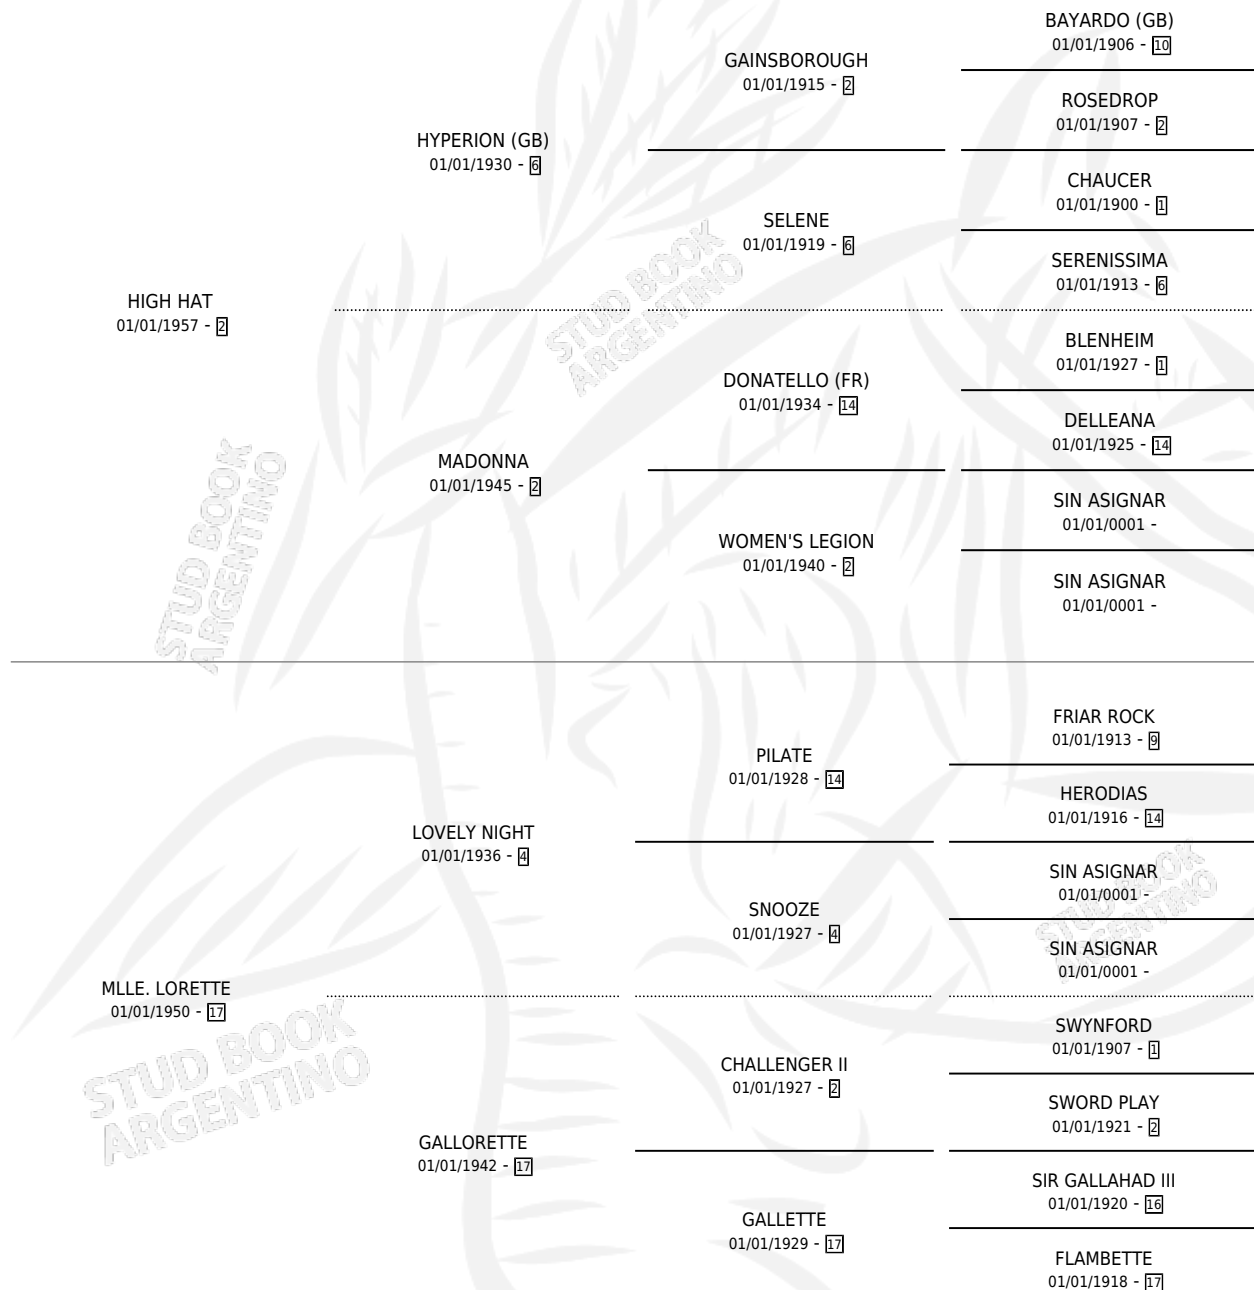 BAYARDO (GB)
01/01/1906 - 10
GAINSBOROUGH
01/01/1915 - 2
ROSEDROP
01/01/1907 - 2
HYPERION (GB)
01/01/1930 - 6
CHAUCER
01/01/1900 - 1
SELENE
01/01/1919 - 6
SERENISSIMA
01/01/1913 - 6
HIGH HAT
01/01/1957 - 2
STUD BOOK
ARGENTINO
BLENHEIM
01/01/1927 - 1
DONATELLO (FR)
01/01/1934 - 14
DELLEANA
01/01/1925 - 14
MADONNA
01/01/1945 - 2
SIN ASIGNAR
01/01/0001 -
WOMEN'S LEGION
01/01/1940 - 2
SIN ASIGNAR
01/01/0001 -
STUD BOOK
ARGENTINO
FRIAR ROCK
01/01/1913 - 9
PILATE
01/01/1928 - 14
HERODIAS
01/01/1916 - 14
LOVELY NIGHT
01/01/1936 - 4
SIN ASIGNAR
01/01/0001 -
SNOOZE
01/01/1927 - 4
SIN ASIGNAR
01/01/0001 -
STUD BOOK
ARGENTINO
MLLE. LORETTE
01/01/1950 - 17
SWYNFORD
01/01/1907 - 1
CHALLENGER II
01/01/1927 - 2
SWORD PLAY
01/01/1921 - 2
STUD BOOK
ARGENTINO
GALLORETTE
01/01/1942 - 17
SIR GALLAHAD III
01/01/1920 - 16
GALLETTE
01/01/1929 - 17
FLAMBETTE
01/01/1918 - 17